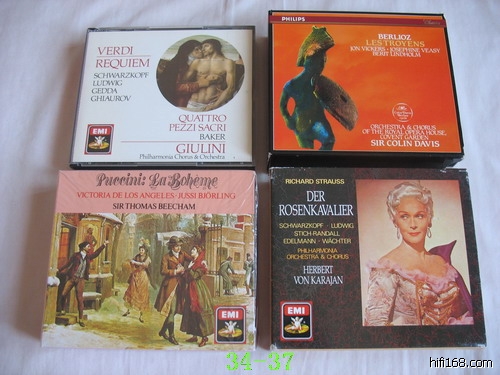 VERDI
REQUIEM
SCHWARZKOPF
LUDWIG
GEDDA
GHIAUROV
QUATTRO
PEZZI SACRI
BAKER
GIULINI
Philharmonia Chorus & Orchestra
EMI
PHILIPS
BERLIOZ
LES TROYENS
JON VICKERS · JOSEPHINE VEASY
BERIT LINDHOLM
ORCHESTRA & CHORUS
OF THE ROYAL OPERA HOUSE,
COVENT GARDEN
SIR COLIN DAVIS
Puccini: La Bohème
VICTORIA DE LOS ANGELES · JUSSI BJÖRLING
SIR THOMAS BEECHAM
EMI
RICHARD STRAUSS
DER
ROSENKAVALIER
SCHWARZKOPF · LUDWIG
STICH-RANDALL
EDELMANN · WÄCHTER
PHILHARMONIA
ORCHESTRA & CHORUS
HERBERT
VON KARAJAN
EMI
34-37
hifi168.com